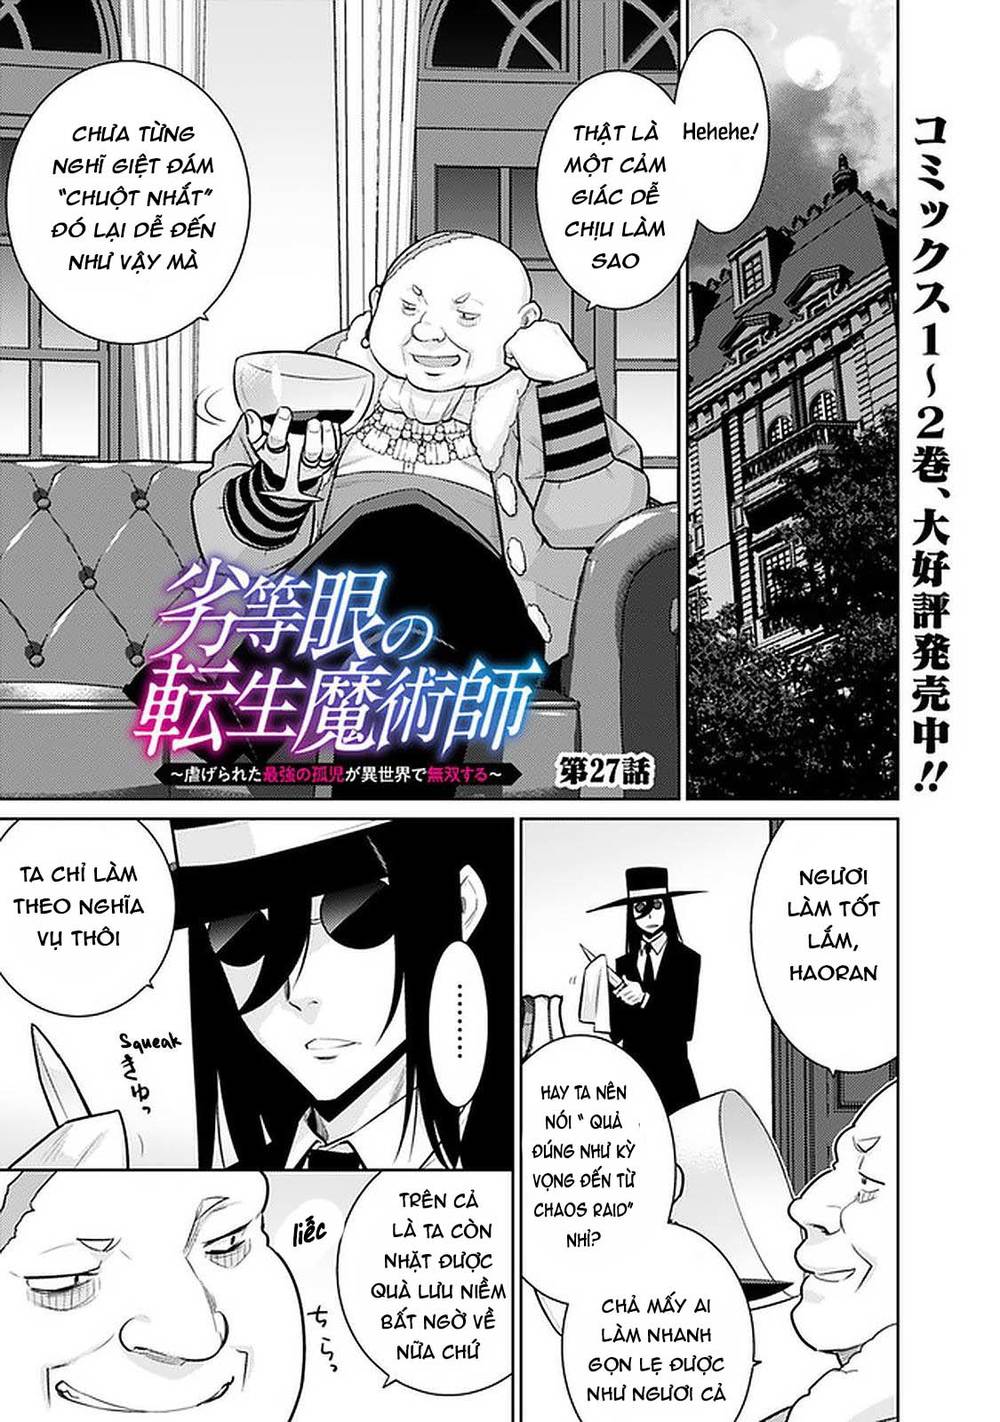 コミックス1～2巻、大好評発売中!!
Hehehe!
THẬT LÀ
MỘT CẢM
GIÁC DỄ
CHỊU LÀM
SAO
CHƯA TỪNG
NGHĨ GIỆT ĐÁM
“CHUỘT NHẮT”
ĐÓ LẠI DỄ ĐẾN
NHƯ VẬY MÀ
劣等眼の
転生魔術師
～虐げられた最強の孤児が異世界で無双する～
第27話
NGƯƠI
LÀM TỐT
LẮM,
HAORAN
HAY TA NÊN
NÓI “ QUẢ
ĐÚNG NHƯ KỲ
VỌNG ĐẾN TỪ
CHAOS RAID”
NHỈ?
CHẢ MẤY AI
LÀM NHANH
GỌN LẸ ĐƯỢC
NHƯ NGƯƠI CẢ
………
TA CHỈ LÀM
THEO NGHĨA
VỤ THÔI
Squeak
きゅっ
TRÊN CẢ
LÀ TA CÒN
NHẶT ĐƯỢC
QUÀ LƯU NIỀM
BẤT NGỜ VỀ
NỮA CHỨ
liếc
ちらっ